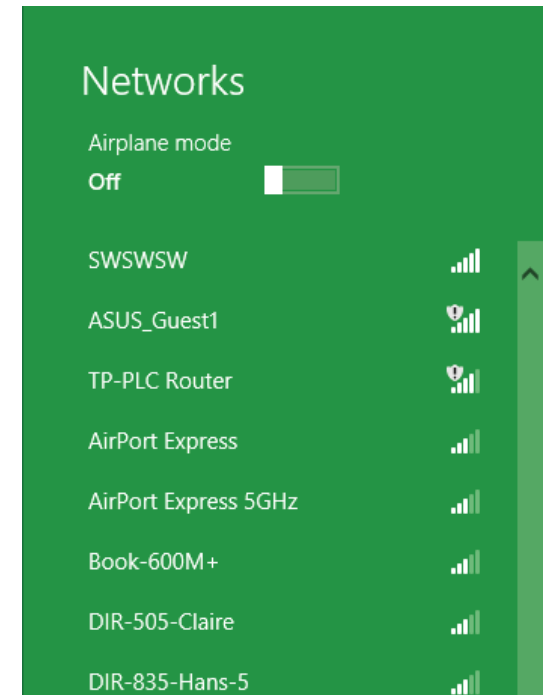 Networks
Airplane mode
Off
SWSWSW
ASUS_Guest1
TP-PLC Router
AirPort Express
AirPort Express 5GHz
Book-600M+
DIR-505-Claire
DIR-835-Hans-5